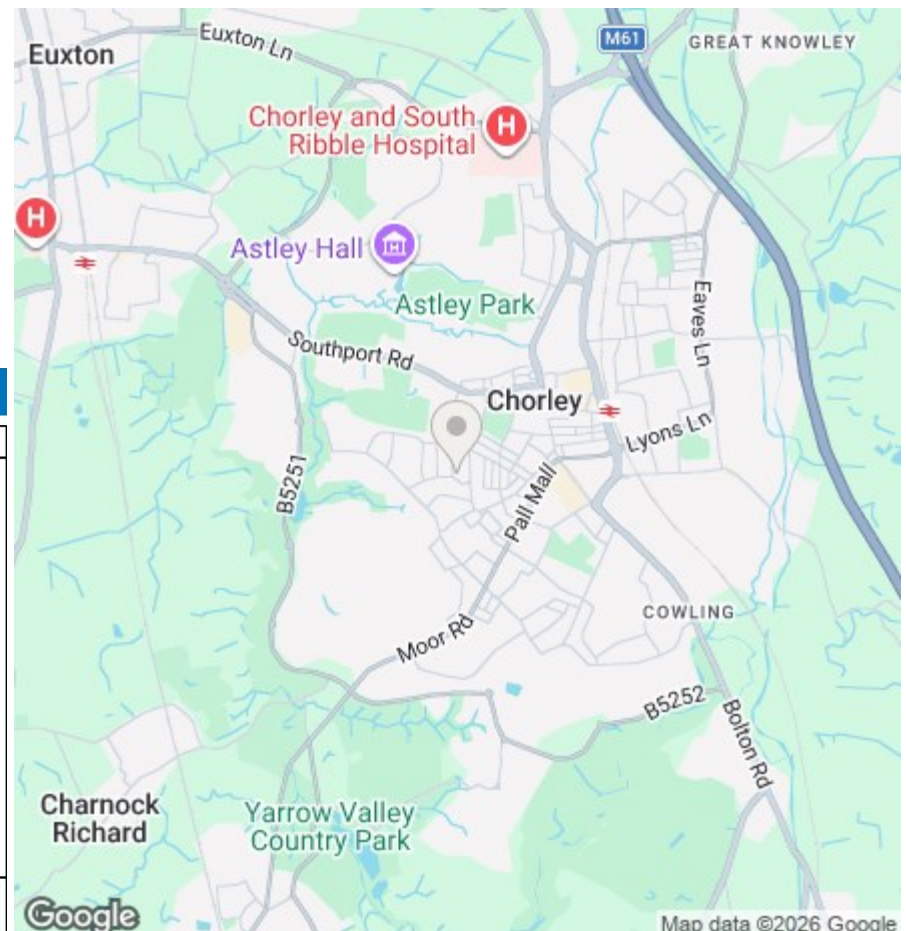 Euxton
Euxton Ln
M61
GREAT KNOWLEY
Chorley and South
Ribble Hospital
H
H
Astley Hall
Astley Park
Eaves Ln
Southport Rd
Chorley
Lyons Ln
B5251
Pall Mall
COWLING
Moor Rd
B5252
Bolton Rd
Charnock
Richard
Yarrow Valley
Country Park
Google
Map data ©2026 Google